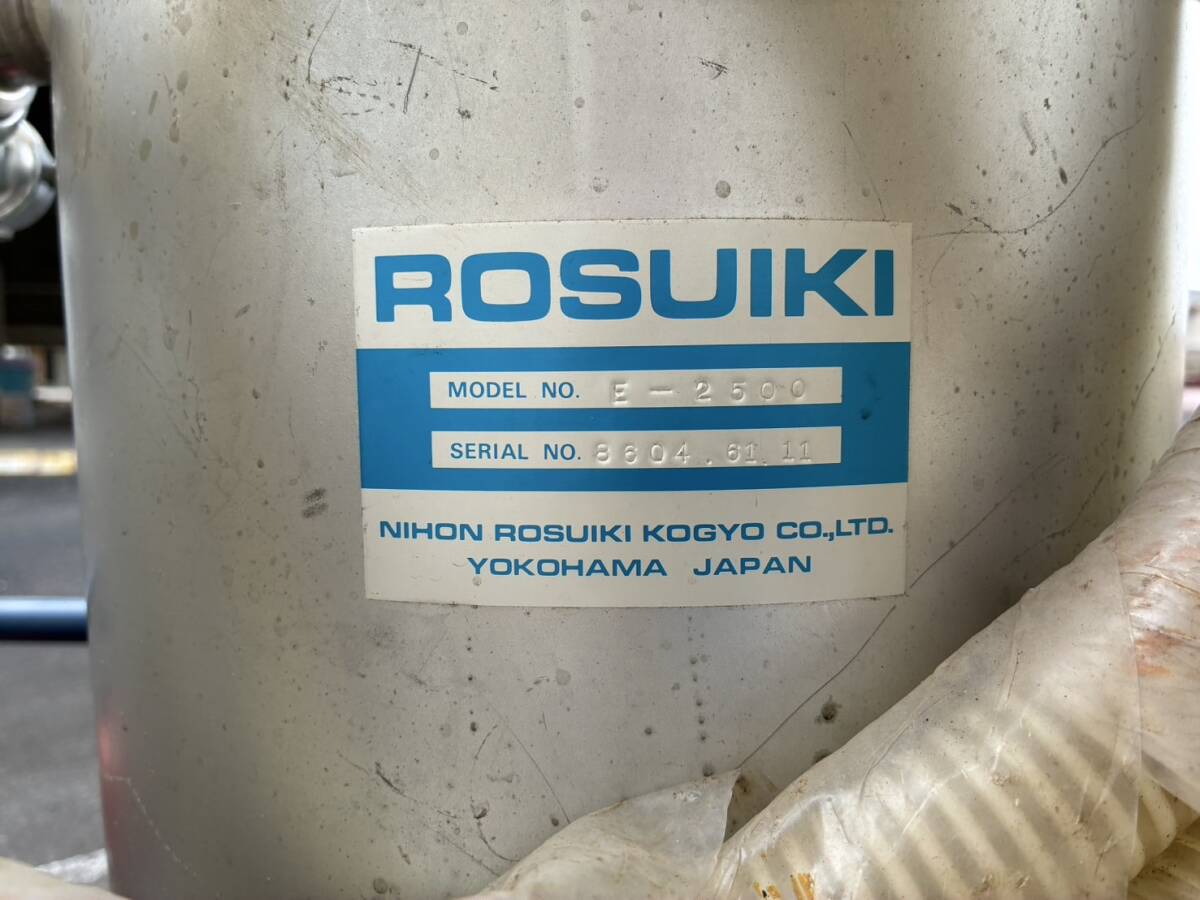 ROSUIKI
MODEL NO. E-2500
SERIAL NO. 8604.61.11
NIHON ROSUIKI KOGYO CO.,LTD.
YOKOHAMA JAPAN